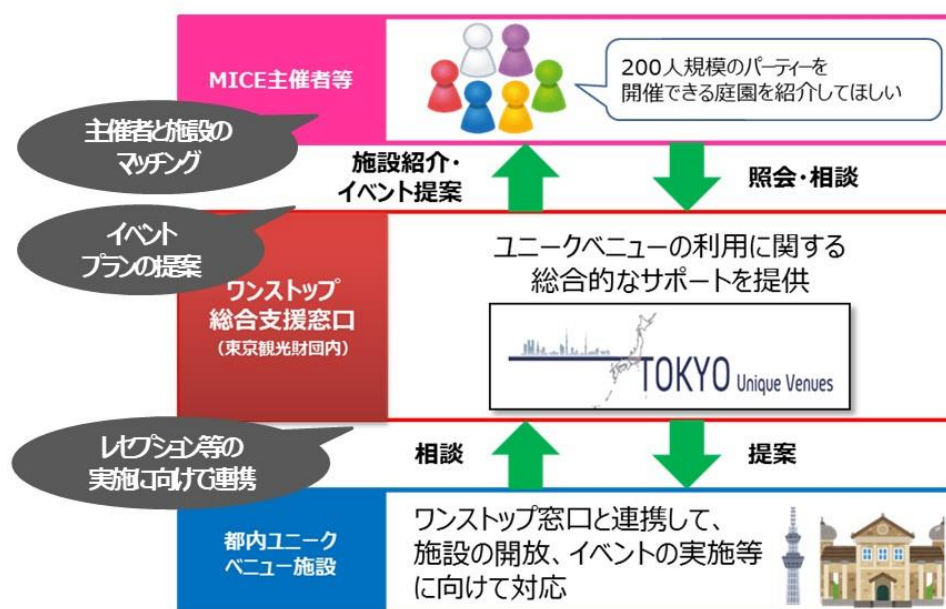 MICE主催者等
200人規模のパーティーを
開催できる庭園を紹介してほしい
主催者と施設の
マッチング
施設紹介・
イベント提案
照会・相談
イベント
プランの提案
ワンストップ
総合支援窓口
(東京観光財団内)
ユニークベニューの利用に関する
総合的なサポートを提供
TOKYO Unique Venues
レセプション等の
実施に向けて連携
相談
提案
都内ユニーク
ベニュー施設
ワンストップ窓口と連携して、
施設の開放、イベントの実施等
に向けて対応